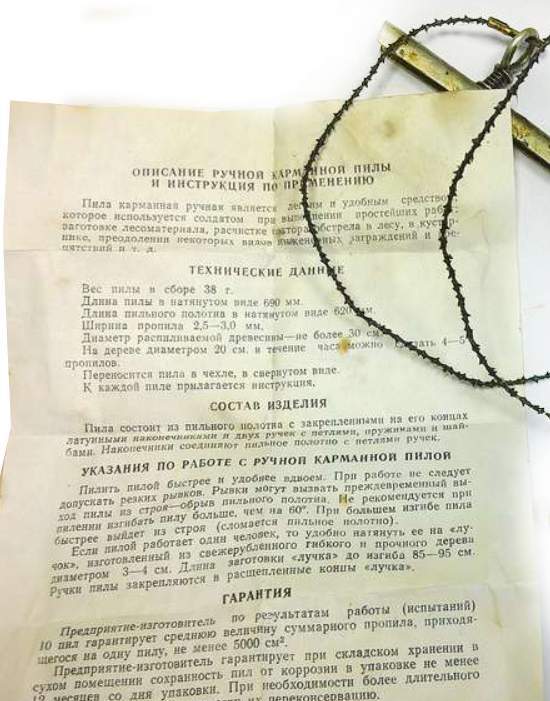 ОПИСАНИЕ РУЧНОЙ КАРМАННОЙ ПИЛЫ
И ИНСТРУКЦИЯ ПО ПРИМЕНЕНИЮ
Пила карманная ручная является легким и удобным средством,
которое используется солдатом при выполнении простейших работ:
заготовке лесоматериала, расчистке сектора обстрела в лесу, в кустар-
нике, преодолении некоторых видов инженерных заграждений и пре-
пятствий и т. д.
ТЕХНИЧЕСКИЕ ДАННЫЕ
Вес пилы в сборе 38 г.
Длина пилы в натянутом виде 690 мм.
Длина пильного полотна в натянутом виде 620 мм.
Ширина пропила 2,5—3,0 мм.
Диаметр распиливаемой древесины—не более 30 см.
На дереве диаметром 20 см. в течение часа можно сделать 4—5
пропилов.
Переносится пила в чехле, в свернутом виде.
К каждой пиле прилагается инструкция.
СОСТАВ ИЗДЕЛИЯ
Пила состоит из пильного полотна с закрепленными на его концах
латунными наконечниками и двух ручек с петлями, пружинами и шай-
бами. Наконечники соединяют пильное полотно с петлями ручек.
УКАЗАНИЯ ПО РАБОТЕ С РУЧНОЙ КАРМАННОЙ ПИЛОЙ
Пилить пилой быстрее и удобнее вдвоем. При работе не следует
допускать резких рывков. Рывки могут вызвать преждевременный вы-
ход пилы из строя—обрыв пильного полотна. Не рекомендуется при
пилении изгибать пилу больше, чем на 60°. При большем изгибе пила
быстрее выйдет из строя (сломается пильное полотно).
Если пилой работает один человек, то удобно натянуть ее на «лу-
чок», изготовленный из свежерубленного гибкого и прочного дерева
диаметром 3—4 см. Длина заготовки «лучка» до изгиба 85—95 см.
Ручки пилы закрепляются в расщепленные концы «лучка».
ГАРАНТИЯ
Предприятие-изготовитель по результатам работы (испытаний)
10 пил гарантирует среднюю величину суммарного пропила, приходя-
щегося на одну пилу, не менее 5000 см².
Предприятие-изготовитель гарантирует при складском хранении в
сухом помещении сохранность пил от коррозии в упаковке не менее
12 месяцев со дня упаковки. При необходимости более длительного
их переконсервацию.